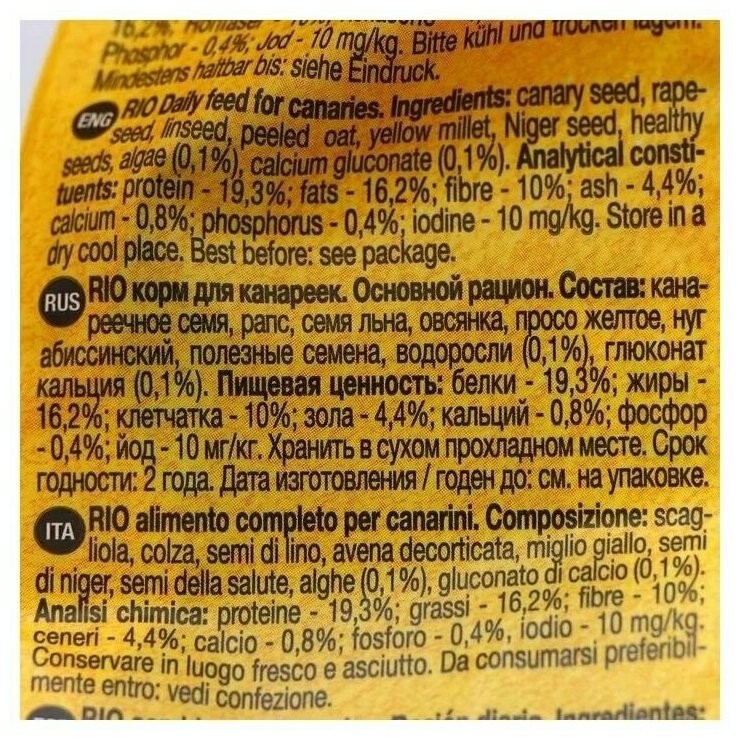 16,2%;
Phosphor - 0,4%; Jod - 10 mg/kg. Bitte kühl und trocken lagern.
Mindestens haltbar bis: siehe Eindruck.
ENG RIO Daily feed for canaries. Ingredients: canary seed, rape-
seed, linseed, peeled oat, yellow millet, Niger seed, healthy
seeds, algae (0,1%), calcium gluconate (0,1%). Analytical consti-
tuents: protein - 19,3%; fats - 16,2%; fibre - 10%; ash - 4,4%;
calcium - 0,8%; phosphorus - 0,4%; iodine - 10 mg/kg. Store in a
dry cool place. Best before: see package.
RUS RIO корм для канареек. Основной рацион. Состав: кана-
реечное семя, рапс, семя льна, овсянка, просо желтое, нуг
абиссинский, полезные семена, водоросли (0,1%), глюконат
кальция (0,1%). Пищевая ценность: белки - 19,3%; жиры -
16,2%; клетчатка - 10%; зола - 4,4%; кальций - 0,8%; фосфор
- 0,4%; йод - 10 мг/кг. Хранить в сухом прохладном месте. Срок
годности: 2 года. Дата изготовления / годен до: см. на упаковке.
ITA RIO alimento completo per canarini. Composizione: scag-
liola, colza, semi di lino, avena decorticata, miglio giallo, semi
di niger, semi della salute, alghe (0,1%), gluconato di calcio (0,1%).
Analisi chimica: proteine - 19,3%; grassi - 16,2%; fibre - 10%;
ceneri - 4,4%; calcio - 0,8%; fosforo - 0,4%, iodio - 10 mg/kg.
Conservare in luogo fresco e asciutto. Da consumarsi preferibil-
mente entro: vedi confezione.
RIO Ración diaria. Ingredientes: